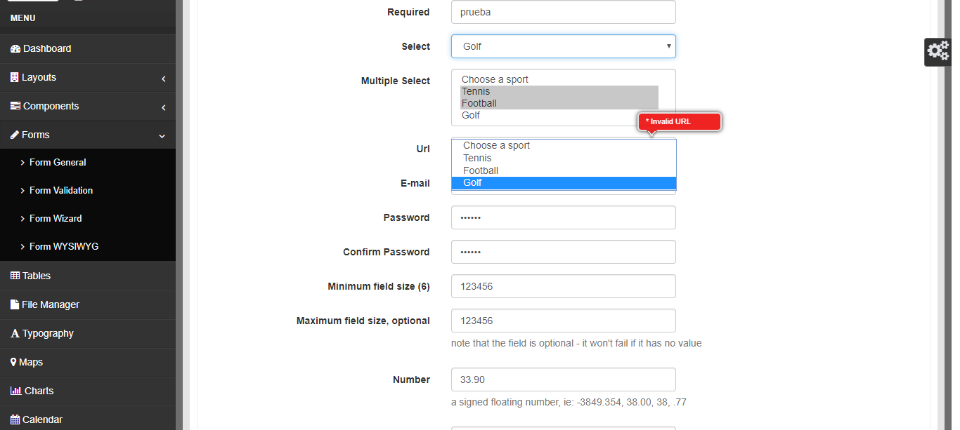 MENU
Dashboard
Layouts
Components
Forms
Form General
Form Validation
Form Wizard
Form WYSIWYG
Tables
File Manager
Typography
Maps
Charts
Calendar
Required
prueba
Select
Golf
Multiple Select
Choose a sport
Tennis
Football
Golf
* Invalid URL
Url
Choose a sport
Tennis
Football
Golf
E-mail
Password
••••••
Confirm Password
••••••
Minimum field size (6)
123456
Maximum field size, optional
123456
note that the field is optional - it won't fail if it has no value
Number
33.90
a signed floating number, ie: -3849.354, 38.00, 38, .77